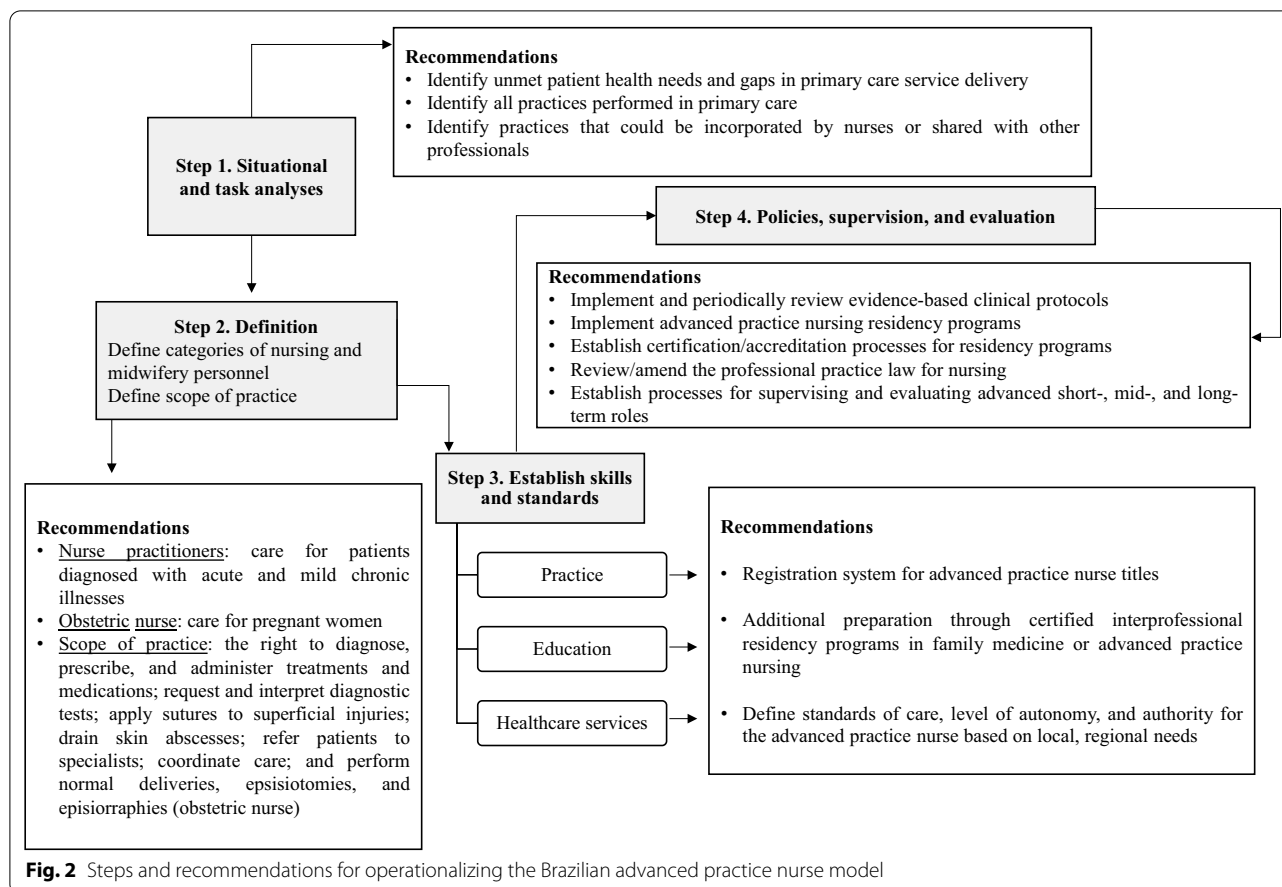 Recommendations
• Identify unmet patient health needs and gaps in primary care service delivery
• Identify all practices performed in primary care
• Identify practices that could be incorporated by nurses or shared with other
professionals
Step 1. Situational
and task analyses
Step 4. Policies, supervision, and evaluation
Recommendations
• Implement and periodically review evidence-based clinical protocols
• Implement advanced practice nursing residency programs
• Establish certification/accreditation processes for residency programs
• Review/amend the professional practice law for nursing
• Establish processes for supervising and evaluating advanced short-, mid-, and long-
term roles
Step 2. Definition
Define categories of nursing and
midwifery personnel
Define scope of practice
Step 3. Establish skills
and standards
Recommendations
• Nurse practitioners: care for patients
diagnosed with acute and mild chronic
illnesses
• Obstetric nurse: care for pregnant women
• Scope of practice: the right to diagnose,
prescribe, and administer treatments and
medications; request and interpret diagnostic
tests; apply sutures to superficial injuries;
drain skin abscesses; refer patients to
specialists; coordinate care; and perform
normal deliveries, epsisiotomies, and
episiorraphies (obstetric nurse)
Practice
Education
Healthcare services
Recommendations
• Registration system for advanced practice nurse titles
• Additional preparation through certified interprofessional
residency programs in family medicine or advanced practice
nursing
• Define standards of care, level of autonomy, and authority for
the advanced practice nurse based on local, regional needs
Fig. 2 Steps and recommendations for operationalizing the Brazilian advanced practice nurse model